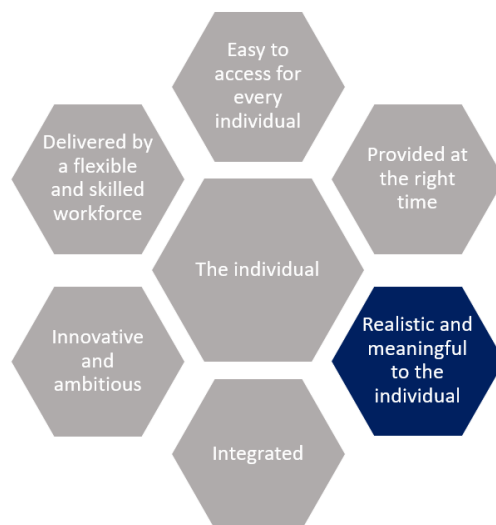 Easy to
access for
every
individual
Delivered by
a flexible
and skilled
workforce
Provided at
the right
time
The individual
Innovative
and
ambitious
Realistic and
meaningful
to the
individual
Integrated